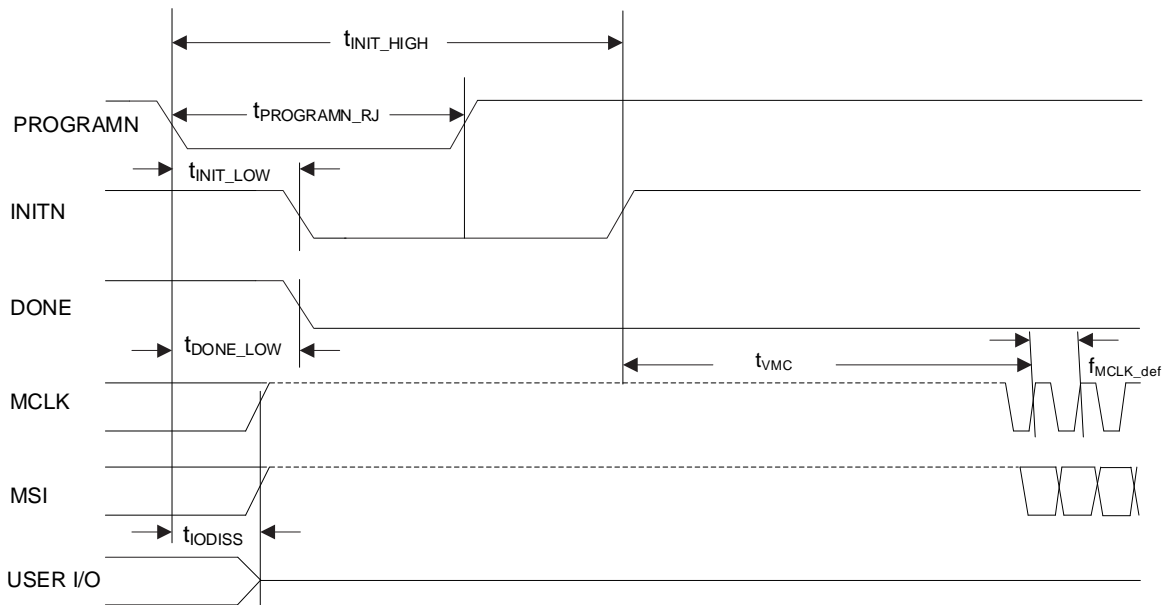 tINIT_HIGH
PROGRAMN
tPROGRAMN_RJ
tINIT_LOW
INITN
DONE
tDONE_LOW
tVMC
fMCLK_def
MCLK
MSI
tIODISS
USER I/O